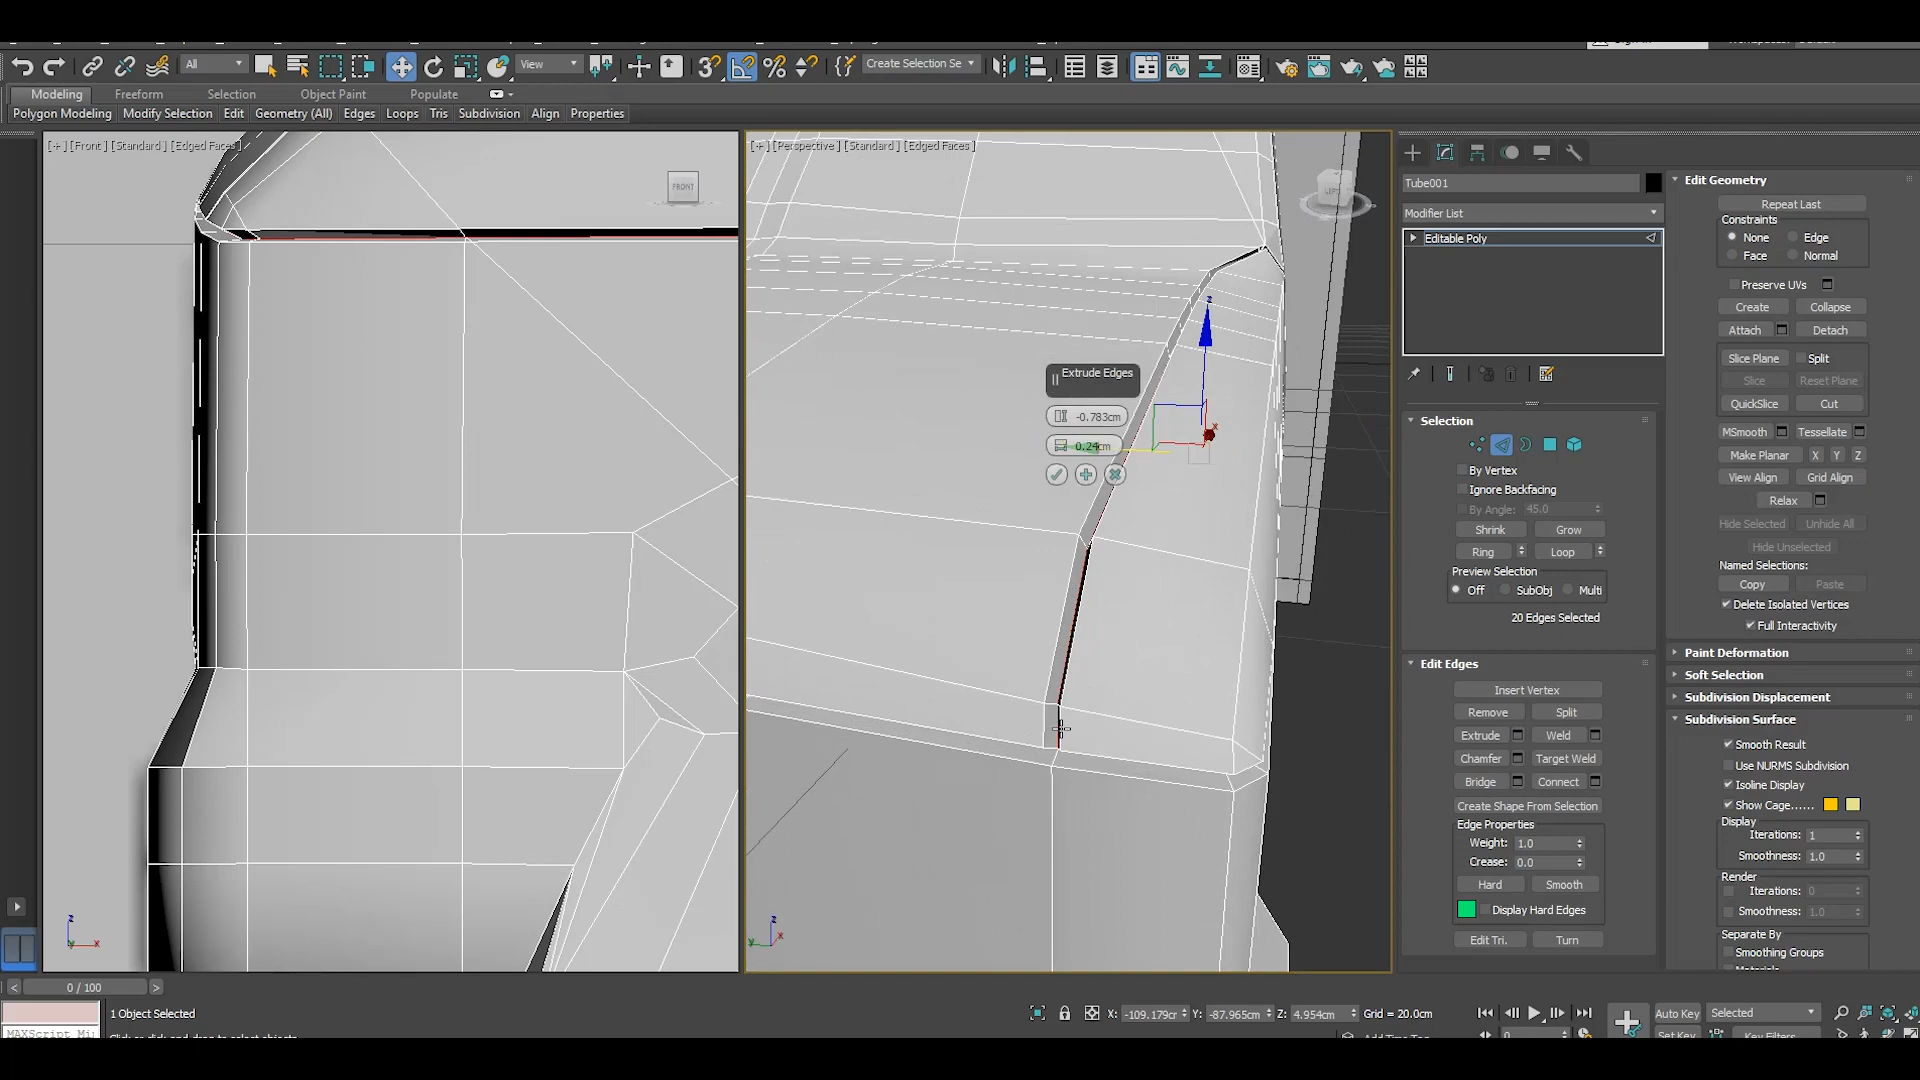 All
View
Create Selection Se
Modeling Freeform Selection Object Paint Populate
Polygon Modeling Modify Selection Edit Geometry (All) Edges Loops Tris Subdivision Align Properties
[+] [Front] [Standard] [Edged Faces]
FRONT
[+] [Perspective] [Standard] [Edged Faces]
z
x
Extrude Edges
-0.783cm
0.24cm
z
x
z
x
y
Tube001
Modifier List
Editable Poly
Selection
By Vertex
Ignore Backfacing
By Angle: 45.0
Shrink Grow
Ring Loop
Preview Selection
Off SubObj Multi
20 Edges Selected
Edit Edges
Insert Vertex
Remove Split
Extrude Weld
Chamfer Target Weld
Bridge Connect
Create Shape From Selection
Edge Properties
Weight: 1.0
Crease: 0.0
Hard Smooth
Display Hard Edges
Edit Tri. Turn
Edit Geometry
Repeat Last
Constraints
None Edge
Face Normal
Preserve UVs
Create Collapse
Attach Detach
Slice Plane Split
Slice Reset Plane
QuickSlice Cut
MSmooth Tessellate
Make Planar X Y Z
View Align Grid Align
Relax
Hide Selected Unhide All
Hide Unselected
Named Selections:
Copy Paste
Delete Isolated Vertices
Full Interactivity
Paint Deformation
Soft Selection
Subdivision Displacement
Subdivision Surface
Smooth Result
Use NURMS Subdivision
Isoline Display
Show Cage......
Display
Iterations: 1
Smoothness: 1.0
Render
Iterations: 0
Smoothness: 1.0
Separate By
Smoothing Groups
< 0 / 100 >
1 Object Selected
MAXScript Mi
X: -109.179cm Y: -87.965cm Z: 4.954cm Grid = 20.0cm
Auto Key Selected
Set Key Key Filters...
0